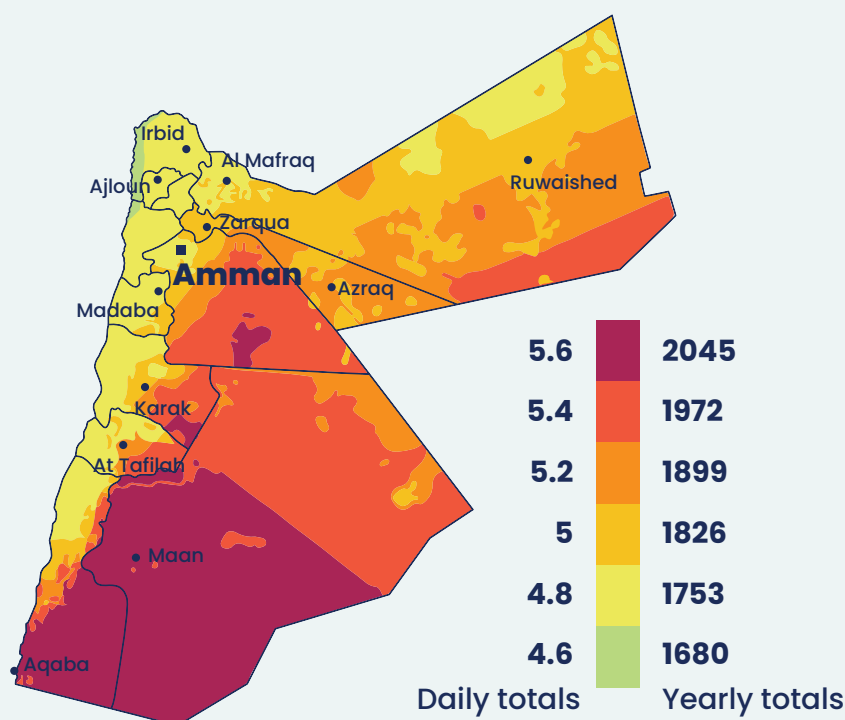 Irbid
Al Mafraq
Ajloun
Ruwaished
Zarqua
Amman
Azraq
Madaba
Karak
At Tafilah
Maan
Aqaba
5.6 2045
5.4 1972
5.2 1899
5 1826
4.8 1753
4.6 1680
Daily totals Yearly totals